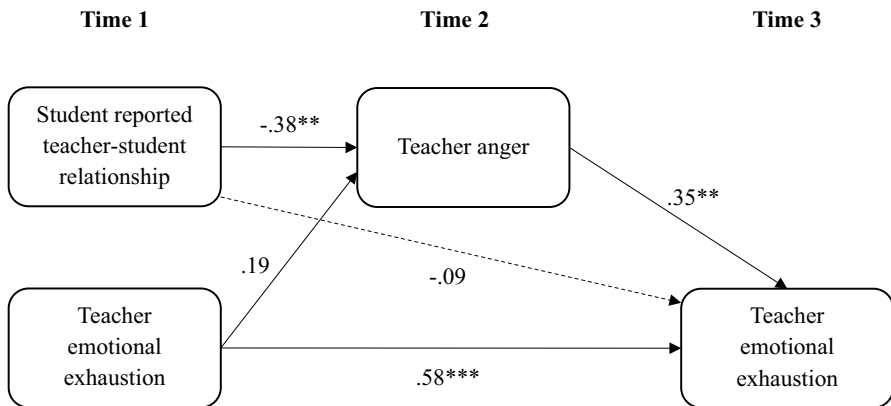 Time 1
Time 2
Time 3
Student reported
teacher-student
relationship
-.38**
Teacher anger
.35**
.19
-.09
Teacher
emotional
exhaustion
.58***
Teacher
emotional
exhaustion